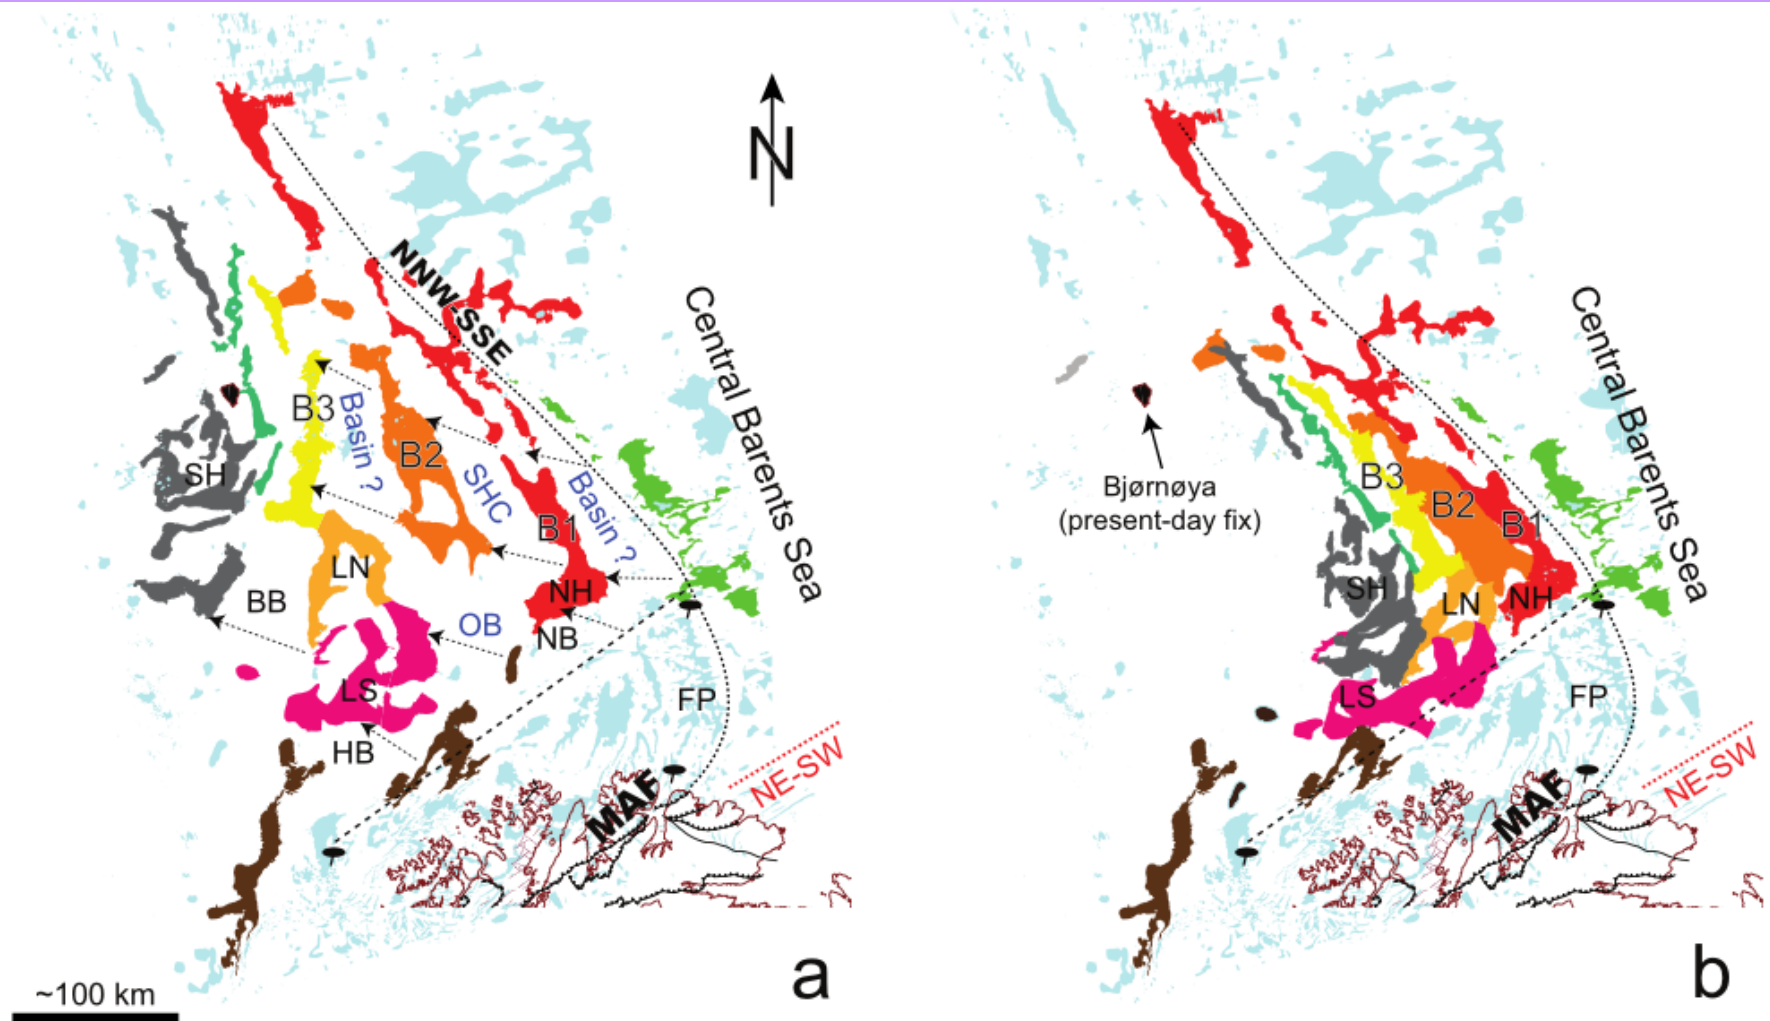 N
NNW-SSE
Central Barents Sea
B3
Basin ?
B2
SHC
Basin ?
SH
B1
LN
NH
BB
OB
NB
LS
FP
HB
MAF
NE-SW
~100 km
a
Central Barents Sea
Bjørnøya
(present-day fix)
B3
B2
B1
SH
LN
NH
LS
FP
MAF
NE-SW
b